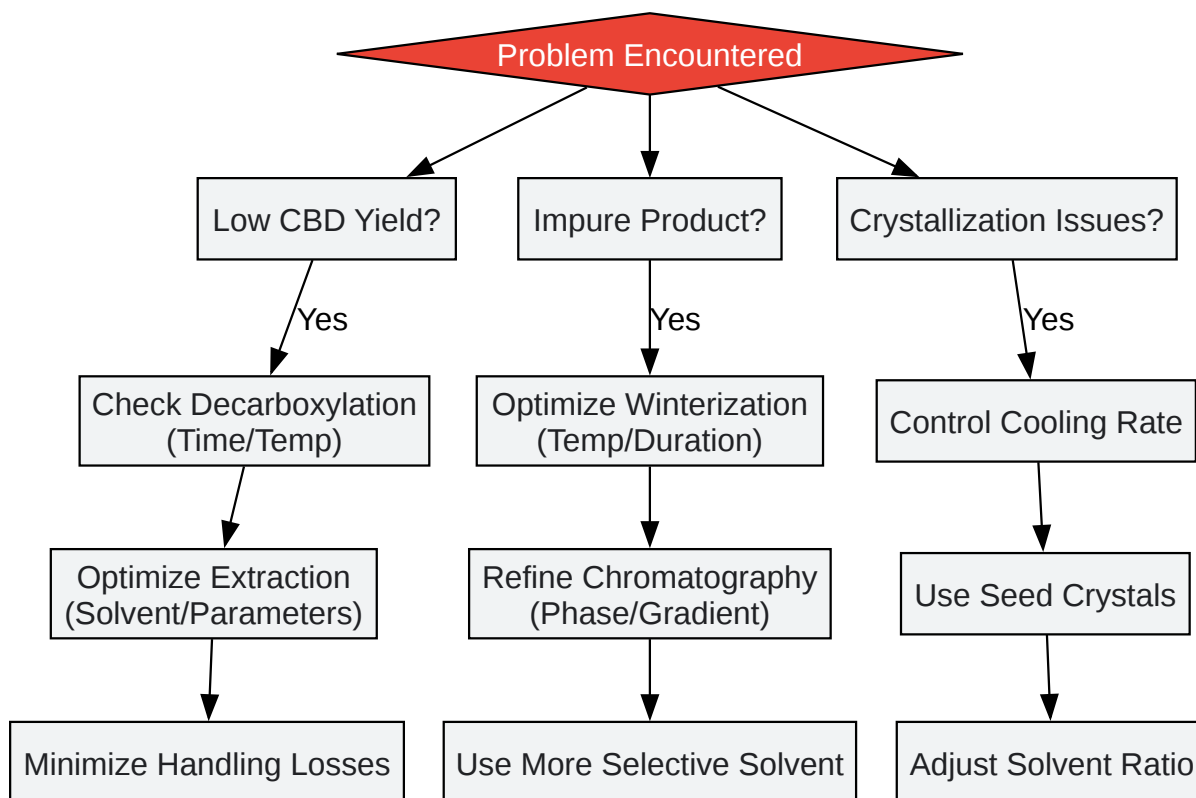 Problem Encountered
Low CBD Yield?
Impure Product?
Crystallization Issues?
Yes
Yes
Yes
Check Decarboxylation
(Time/Temp)
Optimize Winterization
(Temp/Duration)
Control Cooling Rate
Optimize Extraction
(Solvent/Parameters)
Refine Chromatography
(Phase/Gradient)
Use Seed Crystals
Minimize Handling Losses
Use More Selective Solvent
Adjust Solvent Ratio